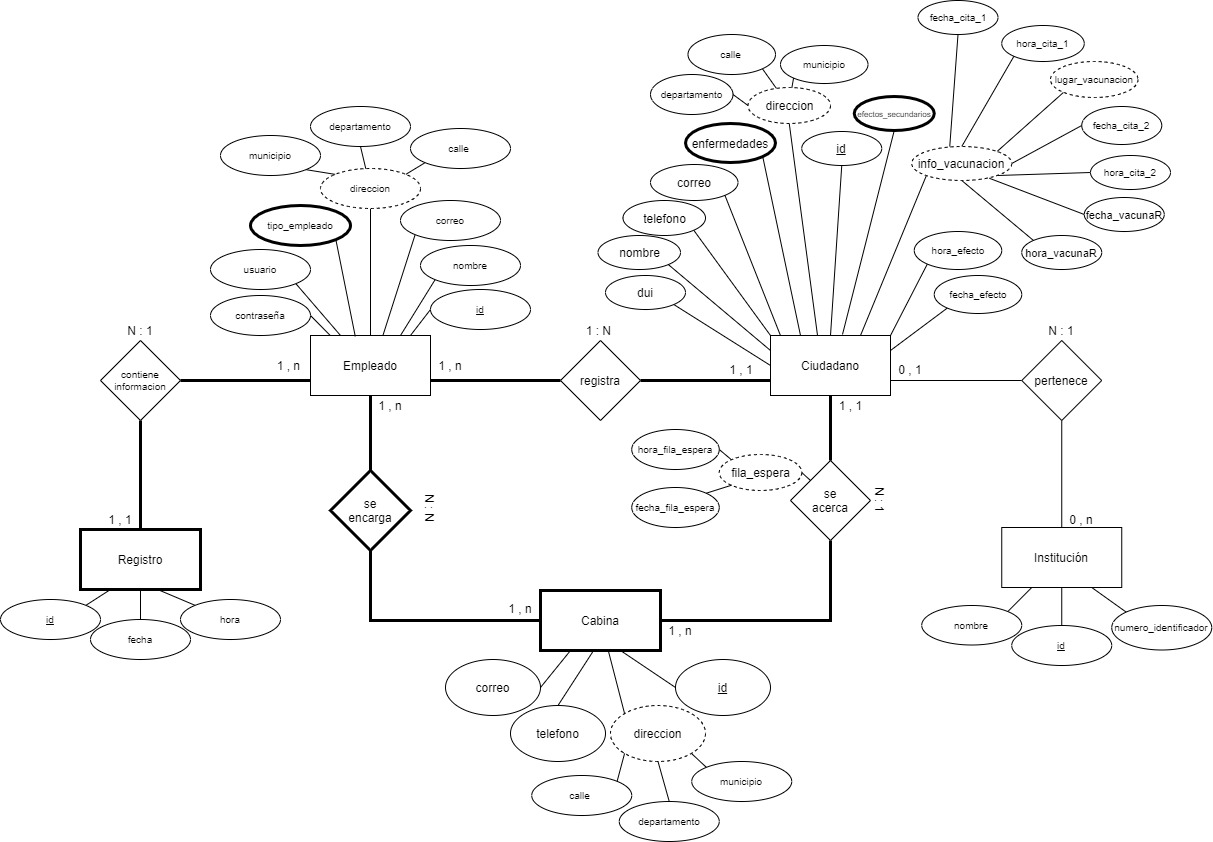 fecha_cita_1
hora_cita_1
calle
municipio
lugar_vacunacion
departamento
direccion
efectos_secundarios
fecha_cita_2
departamento
calle
municipio
enfermedades
id
info_vacunacion
hora_cita_2
direccion
correo
tipo_empleado
correo
telefono
fecha_vacunaR
usuario
nombre
nombre
hora_vacunaR
hora_efecto
contraseña
id
dui
fecha_efecto
N : 1
1 : N
N : 1
1 , n
Empleado
1 , n
1 , 1
Ciudadano
0 , 1
contiene
informacion
registra
pertenece
1 , n
1 , 1
hora_fila_espera
fila_espera
se
encarga
N : N
fecha_fila_espera
se
acerca
N : 1
1 , 1
0 , n
Registro
Institución
1 , n
Cabina
1 , n
id
fecha
hora
nombre
id
numero_identificador
correo
id
telefono
direccion
calle
municipio
departamento